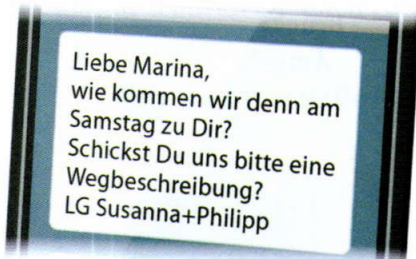 Liebe Marina,
wie kommen wir denn am
Samstag zu Dir?
Schickst Du uns bitte eine
Wegbeschreibung?
LG Susanna+Philipp